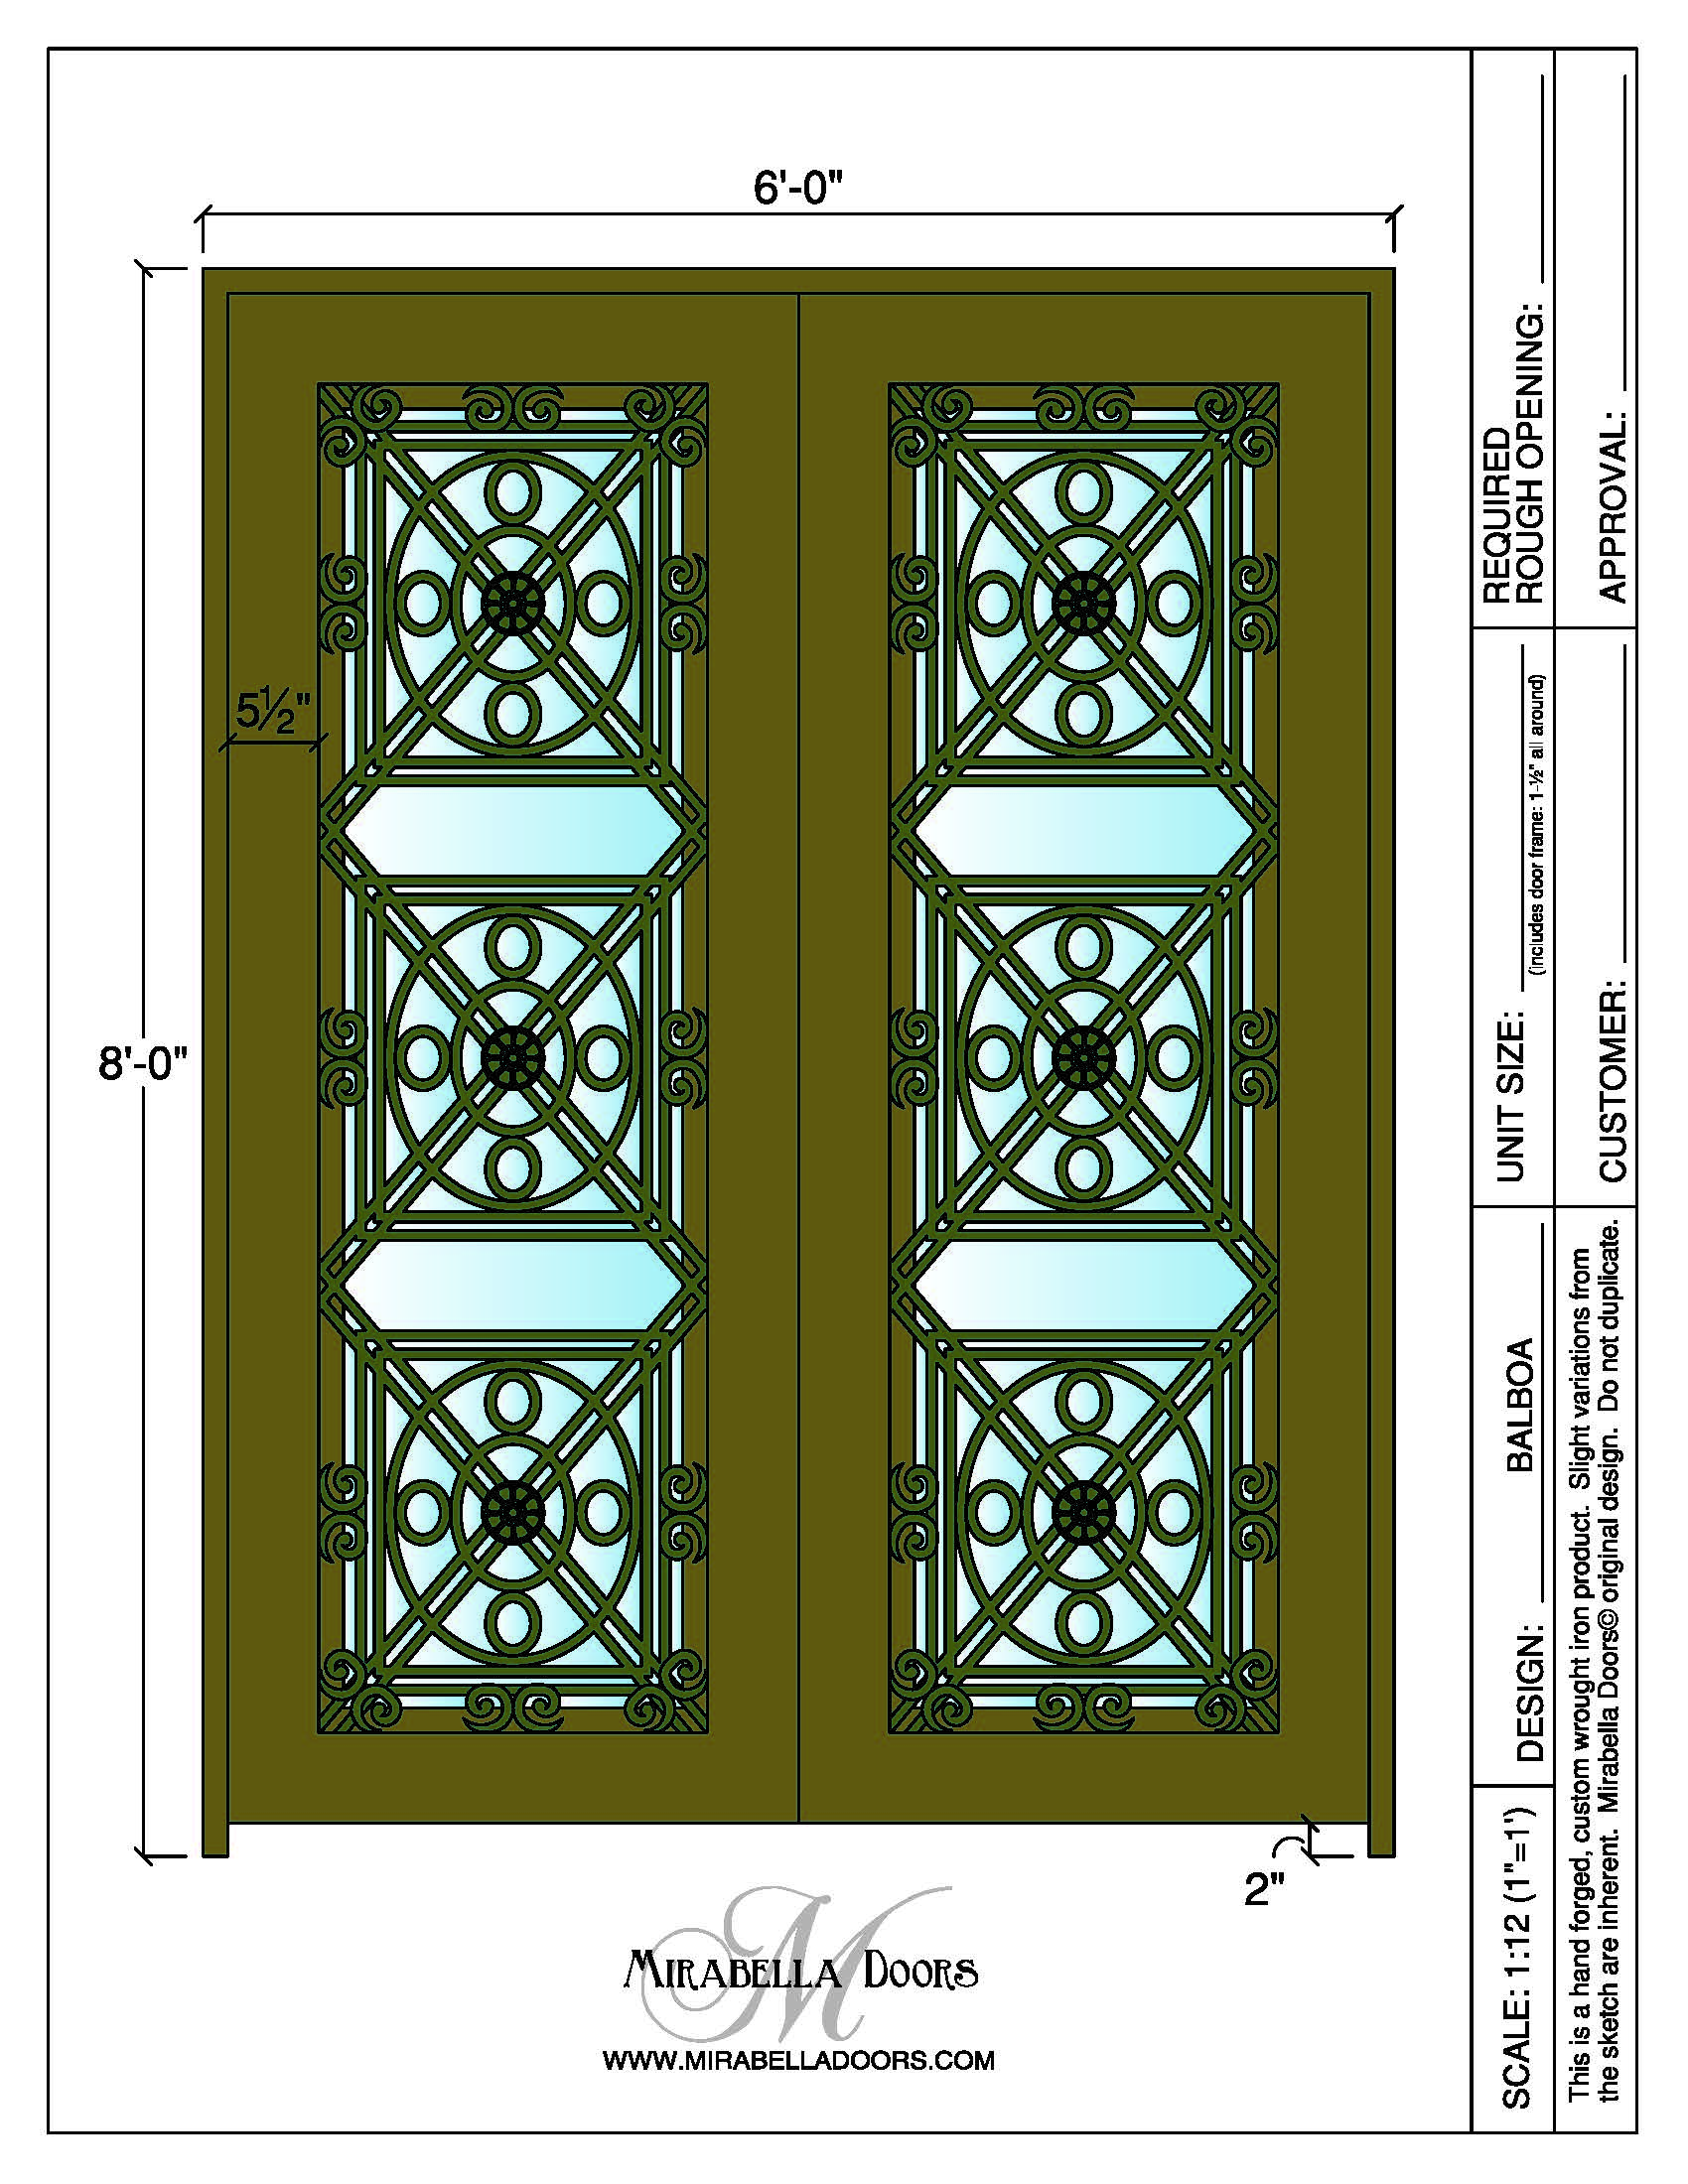 6'-0"
5½"
8'-0"
2"
MIRABELLA DOORS
M
WWW.MIRABELLADOORS.COM
SCALE: 1:12 (1"=1')
DESIGN: BALBOA
UNIT SIZE:
(includes door frame: 1-½" all around)
REQUIRED
ROUGH OPENING:
This is a hand forged, custom wrought iron product. Slight variations from
the sketch are inherent. Mirabella Doors© original design. Do not duplicate.
CUSTOMER:
APPROVAL: